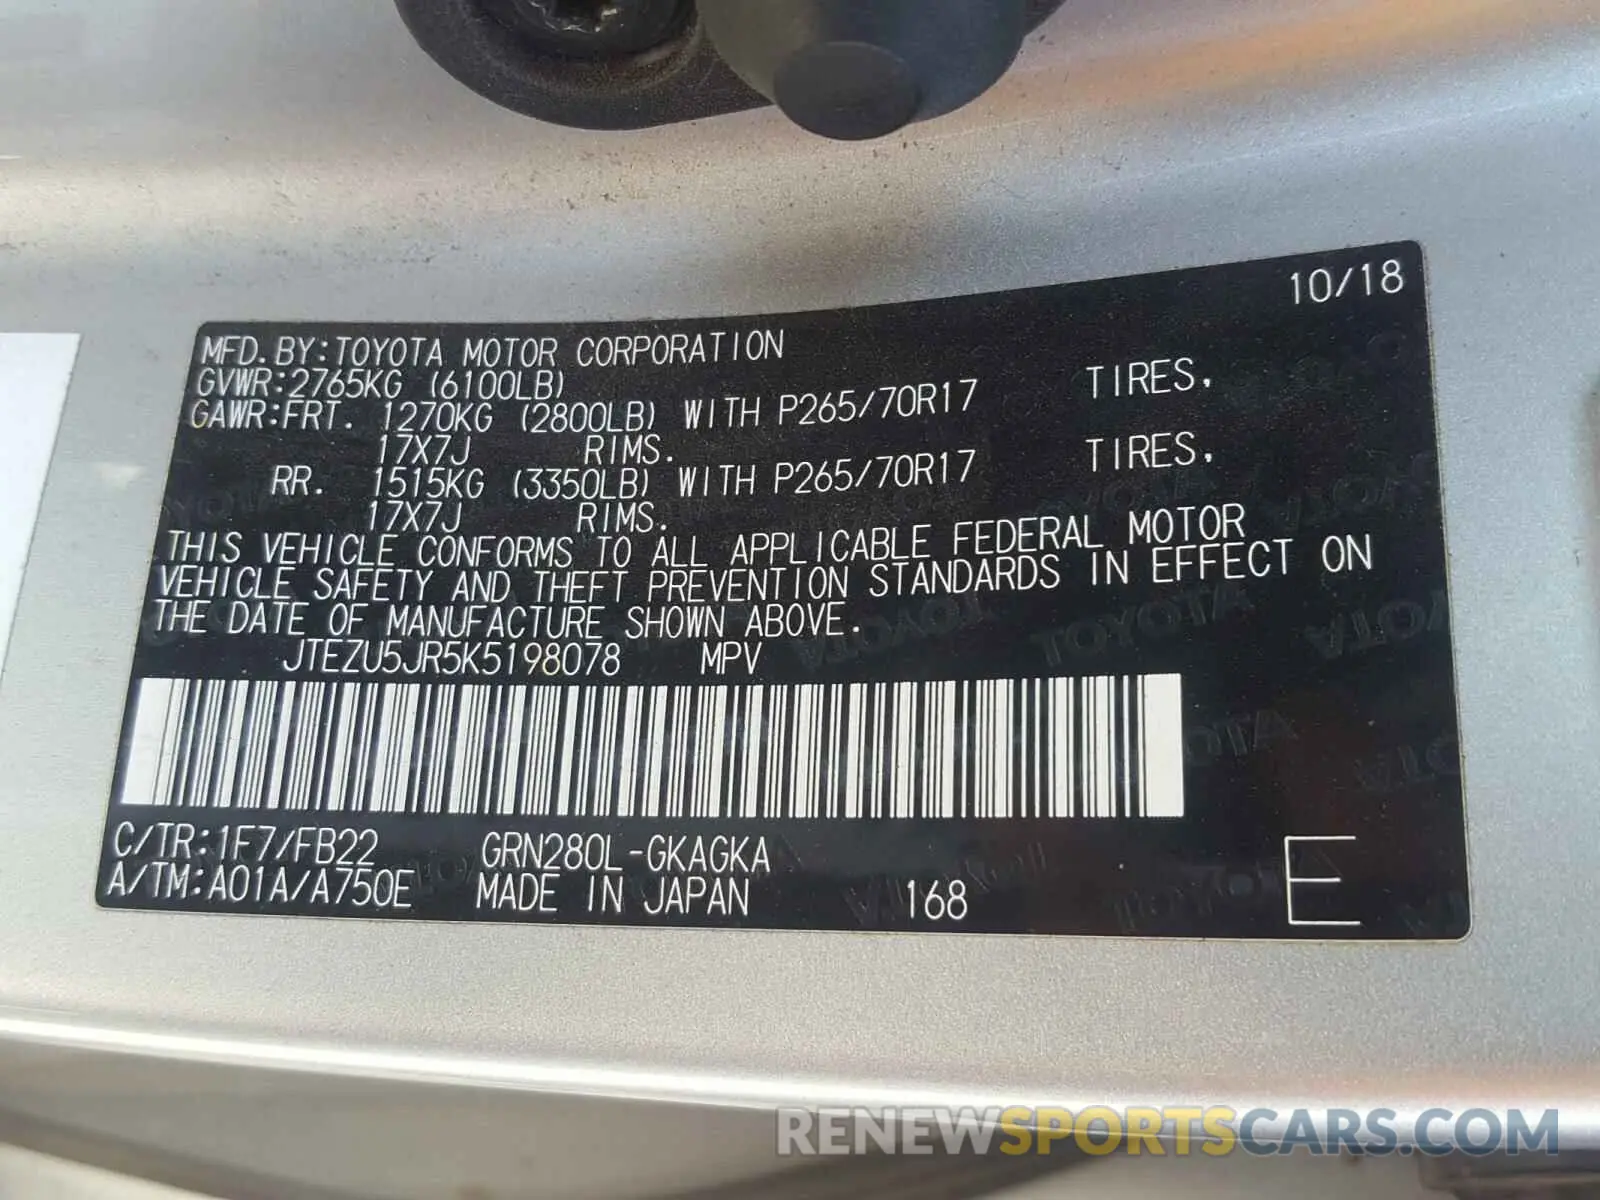 10/18
MFD.BY:TOYOTA MOTOR CORPORATION
GVWR:2765KG (6100LB)
GAWR:FRT. 1270KG (2800LB) WITH P265/70R17 TIRES,
17X7J RIMS.
RR. 1515KG (3350LB) WITH P265/70R17 TIRES,
17X7J RIMS.
THIS VEHICLE CONFORMS TO ALL APPLICABLE FEDERAL MOTOR
VEHICLE SAFETY AND THEFT PREVENTION STANDARDS IN EFFECT ON
THE DATE OF MANUFACTURE SHOWN ABOVE.
JTEZU5JR5K5198078 MPV
C/TR:1F7/FB22 GRN280L-GKAGKA
A/TM:A01A/A750E MADE IN JAPAN 168 E
RENEWSPORTSCARS.COM